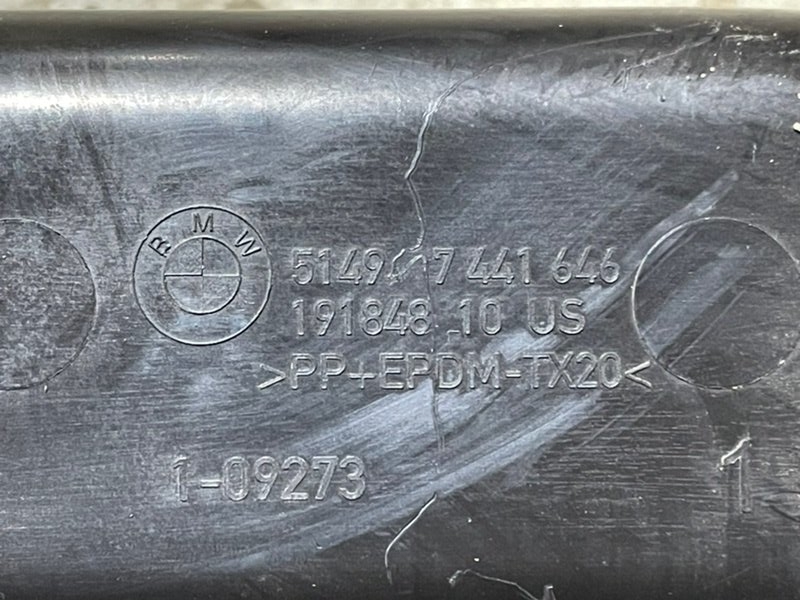 BMW
5149 7 441 646
191848 10 US
>PP+EPDM-TX20<
1-09273
1